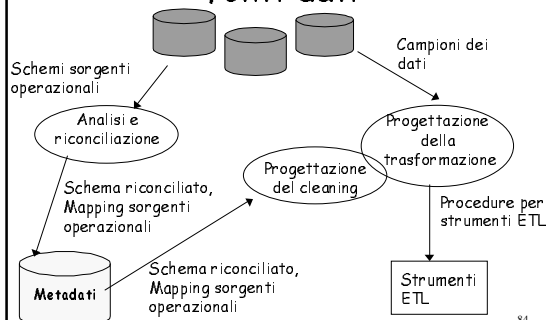 Schemi sorgenti
operazionali
Campioni dei
dati
Analisi e
riconciliazione
Progettazione
della
trasformazione
Progettazione
del cleaning
Schema riconciliato,
Mapping sorgenti
operazionali
Procedure per
strumenti ETL
Metadati
Schema riconciliato,
Mapping sorgenti
operazionali
Strumenti
ETL
84